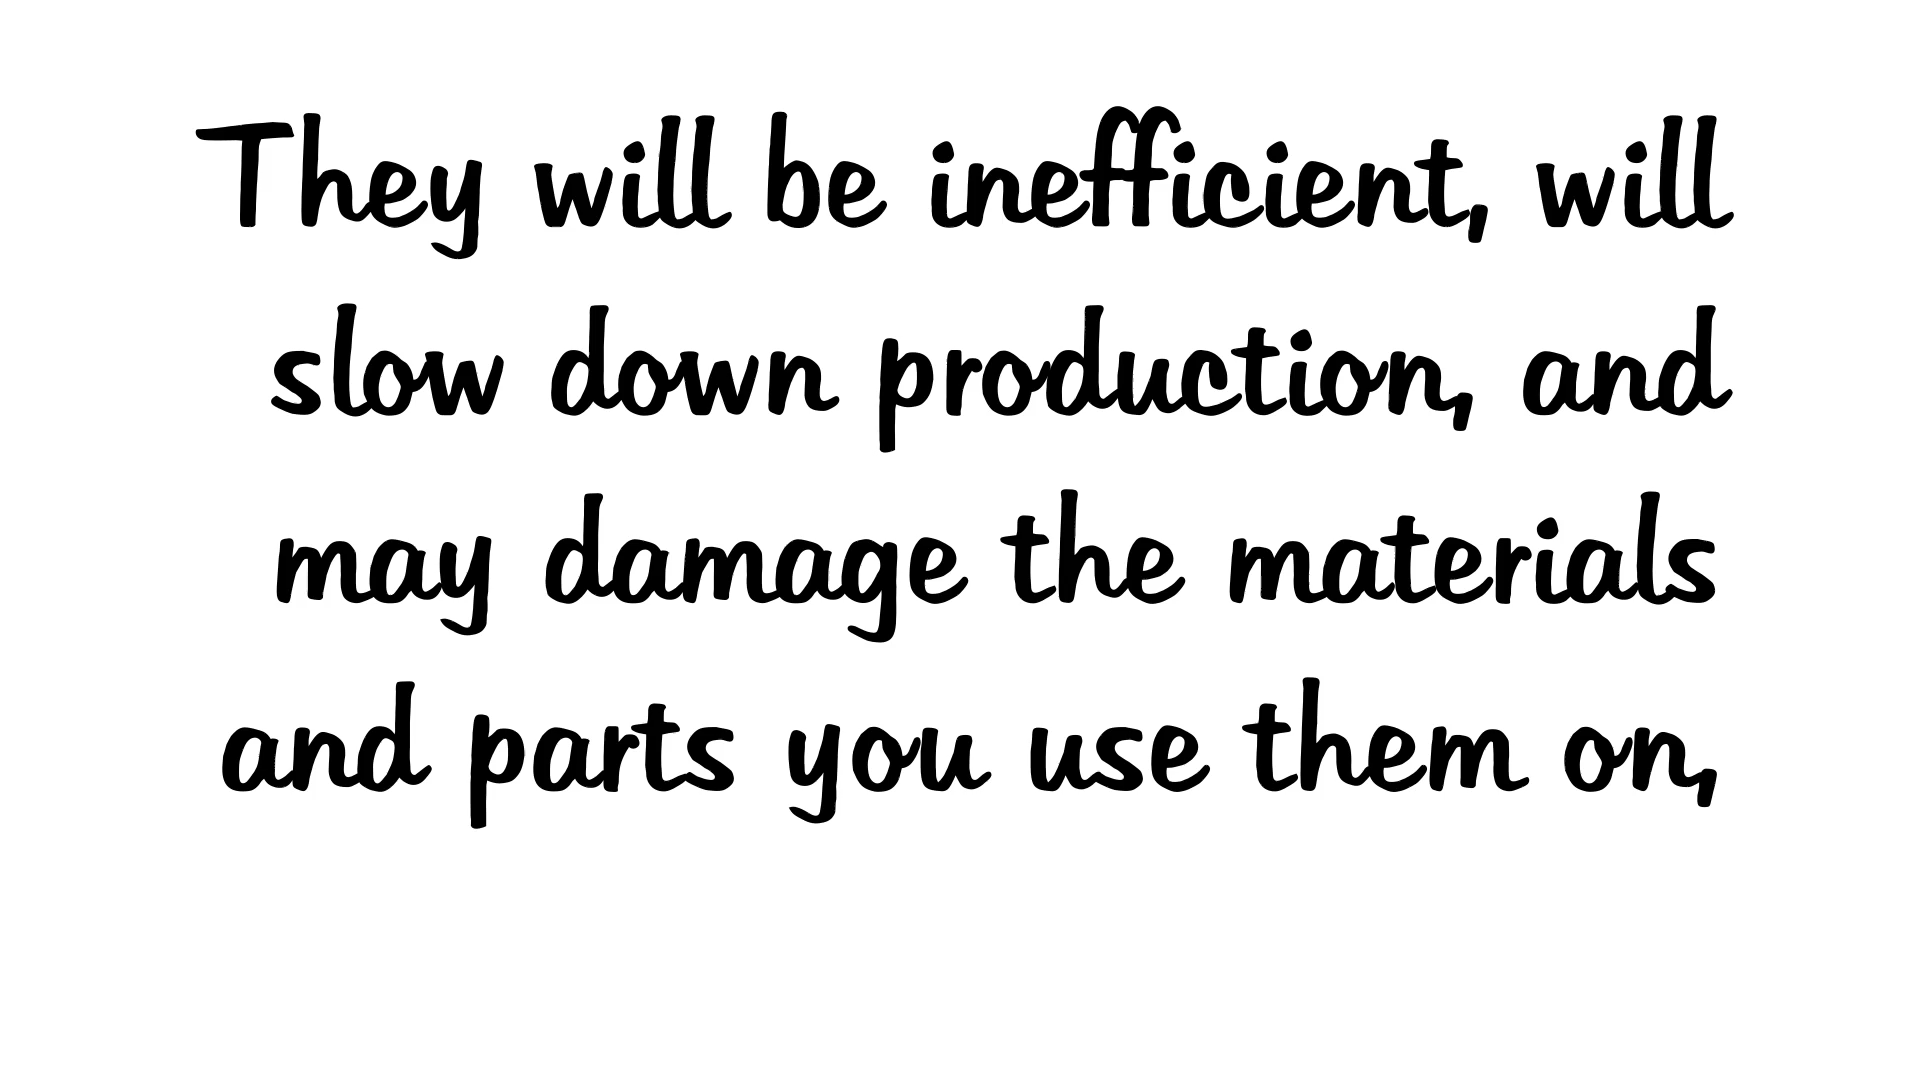 They will be inefficient, will
slow down production, and
may damage the materials
and parts you use them on,